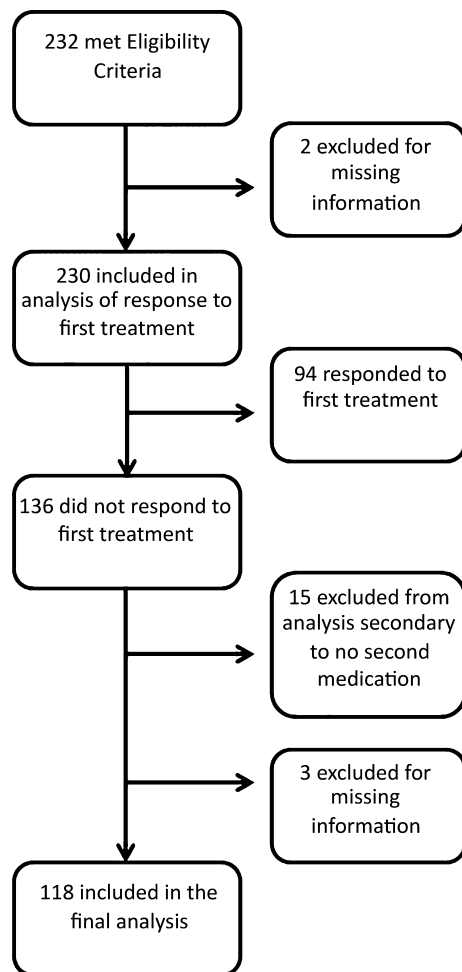 232 met Eligibility
Criteria
2 excluded for
missing
information
230 included in
analysis of response to
first treatment
94 responded to
first treatment
136 did not respond to
first treatment
15 excluded from
analysis secondary
to no second
medication
3 excluded for
missing
information
118 included in the
final analysis